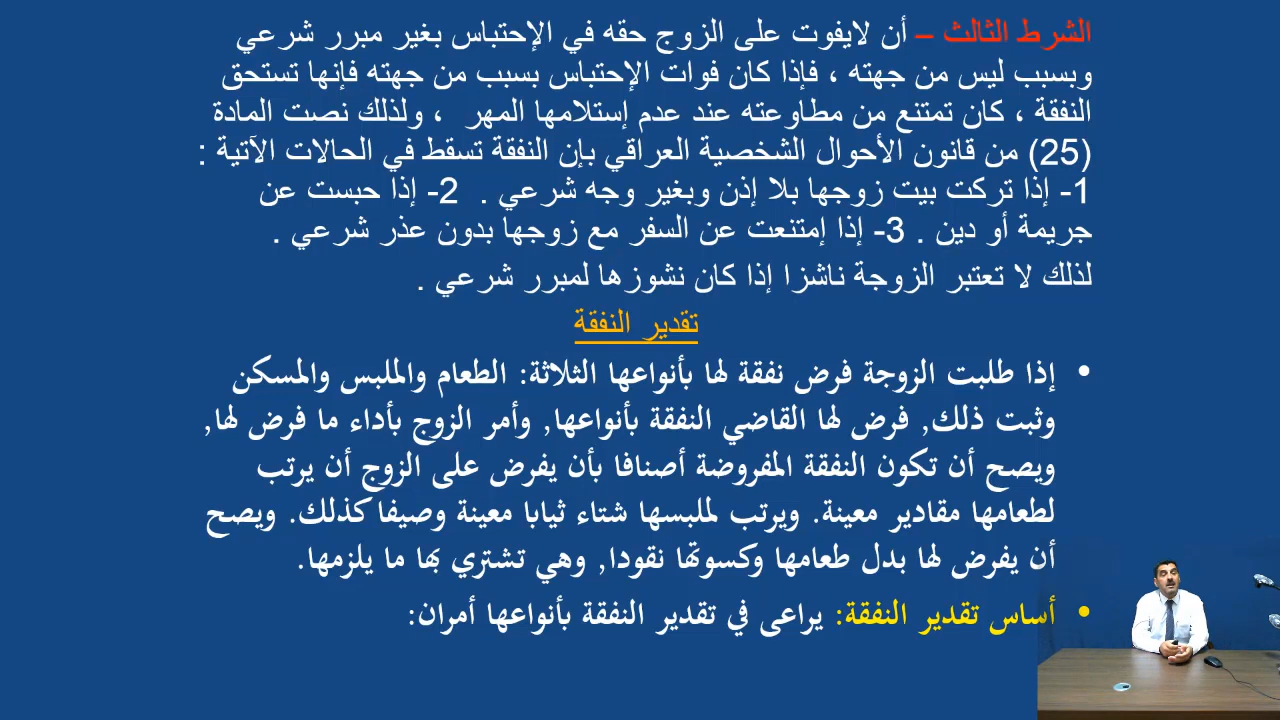 الشرط الثالث – أن لايفوت على الزوج حقه في الإحتباس بغير مبرر شرعي
وبسبب ليس من جهته ، فإذا كان فوات الإحتباس بسبب من جهته فإنها تستحق
النفقة ، كان تمتنع من مطاوعته عند عدم إستلامها المهر ، ولذلك نصت المادة
(25) من قانون الأحوال الشخصية العراقي بإن النفقة تسقط في الحالات الآتية :
1- إذا تركت بيت زوجها بلا إذن وبغير وجه شرعي . 2- إذا حبست عن
جريمة أو دين . 3- إذا إمتنعت عن السفر مع زوجها بدون عذر شرعي .
لذلك لا تعتبر الزوجة ناشزا إذا كان نشوزها لمبرر شرعي .
تقدير النفقة
• إذا طلبت الزوجة فرض نفقة لها بأنواعها الثلاثة: الطعام والملبس والمسكن
وثبت ذلك, فرض لها القاضي النفقة بأنواعها, وأمر الزوج بأداء ما فرض لها,
ويصح أن تكون النفقة المفروضة أصنافا بأن يفرض على الزوج أن يرتب
لطعامها مقادير معينة. ويرتب لملبسها شتاء ثيابا معينة وصيفا كذلك. ويصح
أن يفرض لها بدل طعامها وكسوتها نقودا, وهي تشتري بها ما يلزمها.
• أساس تقدير النفقة: يراعى في تقدير النفقة بأنواعها أمران: